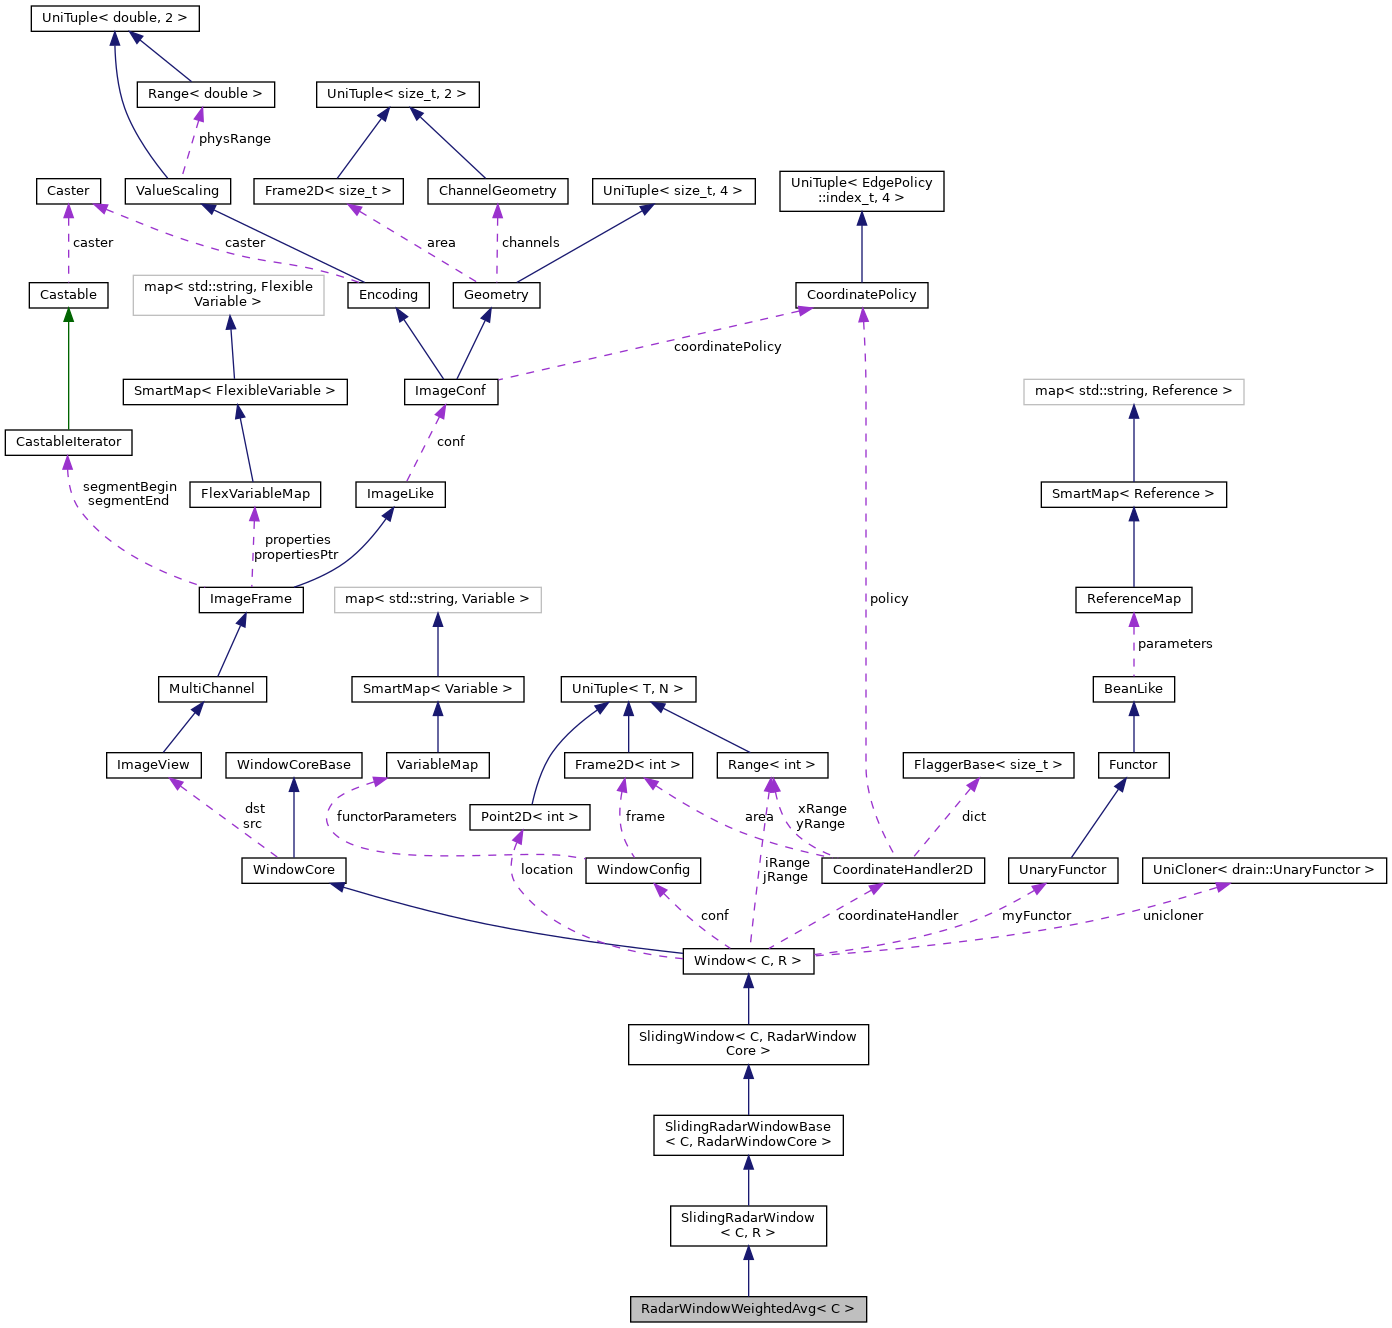 UniTuple< double, 2 >
Range< double >
UniTuple< size_t, 2 >
physRange
Caster
ValueScaling
Frame2D< size_t >
ChannelGeometry
UniTuple< size_t, 4 >
UniTuple< EdgePolicy
::index_t, 4 >
caster
caster
area
channels
Castable
map< std::string, Flexible
Variable >
Encoding
Geometry
CoordinatePolicy
coordinatePolicy
SmartMap< FlexibleVariable >
ImageConf
map< std::string, Reference >
CastableIterator
conf
segmentBegin
segmentEnd
FlexVariableMap
ImageLike
SmartMap< Reference >
properties
propertiesPtr
ImageFrame
map< std::string, Variable >
policy
ReferenceMap
parameters
MultiChannel
SmartMap< Variable >
UniTuple< T, N >
BeanLike
ImageView
WindowCoreBase
VariableMap
Frame2D< int >
Range< int >
FlaggerBase< size_t >
Functor
dst
src
functorParameters
Point2D< int >
frame
area
xRange
yRange
dict
WindowCore
location
WindowConfig
iRange
jRange
CoordinateHandler2D
UnaryFunctor
UniCloner< drain::UnaryFunctor >
conf
coordinateHandler
myFunctor
unicloner
Window< C, R >
SlidingWindow< C, RadarWindow
Core >
SlidingRadarWindowBase
< C, RadarWindowCore >
SlidingRadarWindow
< C, R >
RadarWindowWeightedAvg< C >